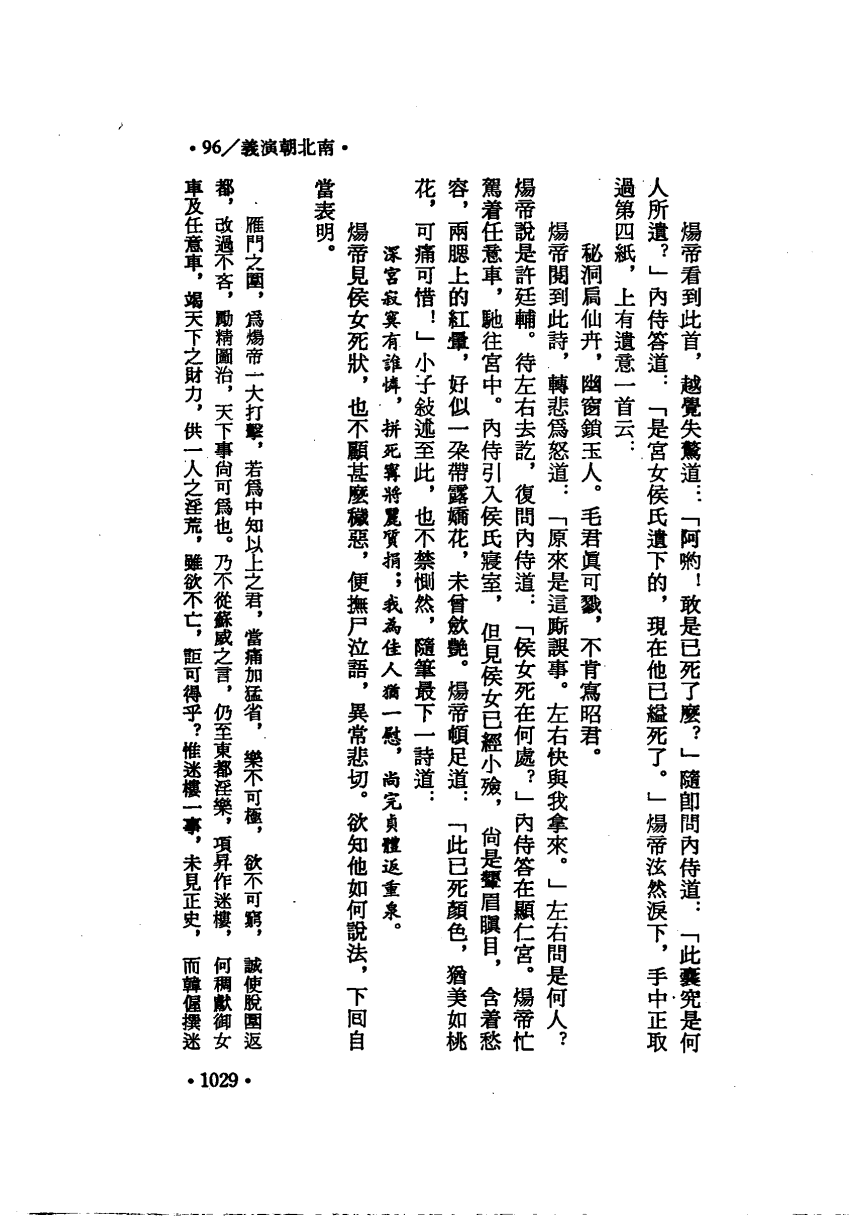 •96／義演朝北南•
煬帝看到此首，越覺失驚道：「阿喲！敢是已死了麼？」隨卽問內侍道：「此囊究是何
人所遺？」內侍答道：「是宮女侯氏遺下的，現在他已縊死了。」煬帝泫然淚下，手中正取
過第四紙，上有遺意一首云：
秘洞扃仙卉，幽窗鎖玉人。毛君眞可戮，不肯寫昭君。
煬帝閱到此詩，轉悲爲怒道：「原來是這廝誤事。左右快與我拿來。」左右問是何人？
煬帝說是許廷輔。待左右去訖，復問內侍道：「侯女死在何處？」內侍答在顯仁宮。煬帝忙
駕着任意車，馳往宮中。內侍引入侯氏寢室，但見侯女已經小殮，尙是顰眉瞑目，含着愁
容，兩腮上的紅暈，好似一朶帶露嬌花，未曾斂艷。煬帝頓足道：「此已死顏色，猶美如桃
花，可痛可惜！」小子敍述至此，也不禁惻然，隨筆最下一詩道：
深宮寂寞有誰憐，拼死寧將麗質捐；我為佳人猶一慰，尚完貞體返重泉。
煬帝見侯女死狀，也不顧甚麼穢惡，便撫尸泣語，異常悲切。欲知他如何說法，下回自
當表明。
雁門之圍，爲煬帝一大打擊，若爲中知以上之君，當痛加猛省，樂不可極，欲不可窮，誠使脫圍返
都，改過不吝，勵精圖治，天下事尙可爲也。乃不從蘇威之言，仍至東都淫樂，項昇作迷樓，何稠獻御女
車及任意車，竭天下之財力，供一人之淫荒，雖欲不亡，詎可得乎？惟迷樓一事，未見正史，而韓偓撰迷
•1029•